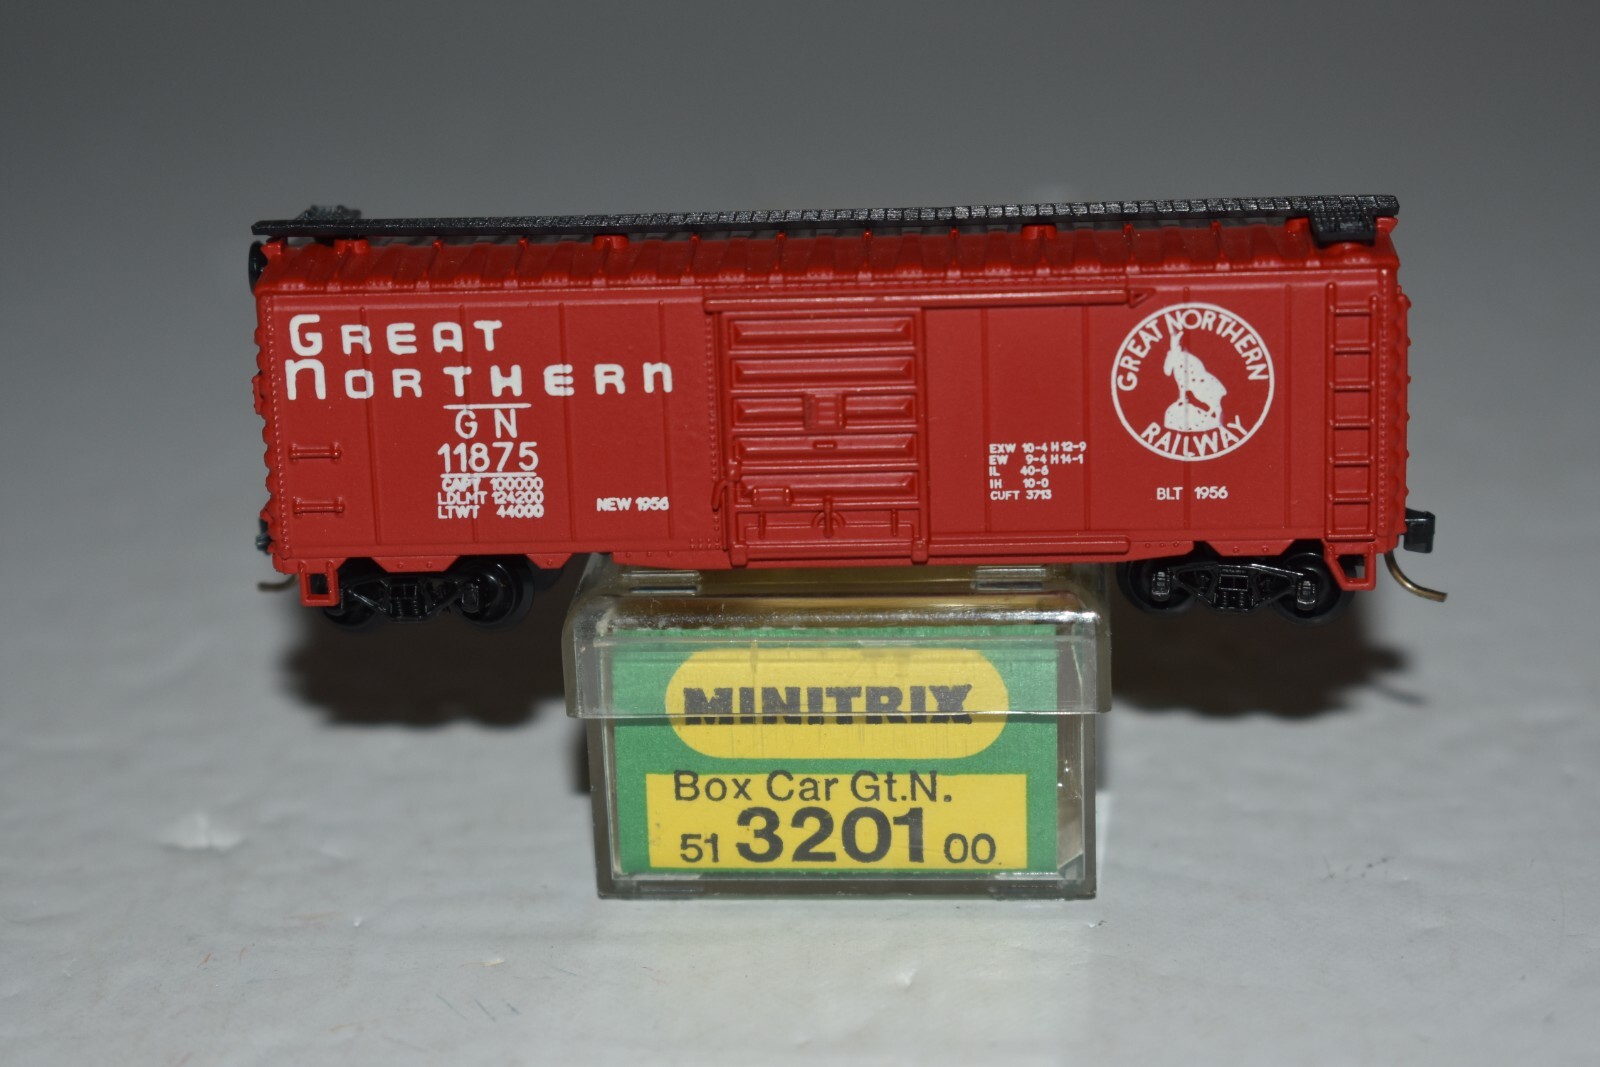 GREAT
NORTHERN
GN
11875
CAPT 100000
LDLMT 124200
LTWT 44000
NEW 1956
EXW 10-4 H 12-9
EW 9-4 H 14-1
IL 40-6
IH 10-0
CUFT 3713
GREAT NORTHERN
RAILWAY
BLT 1956
MINITRIX
Box Car Gt.N.
51 3201 00